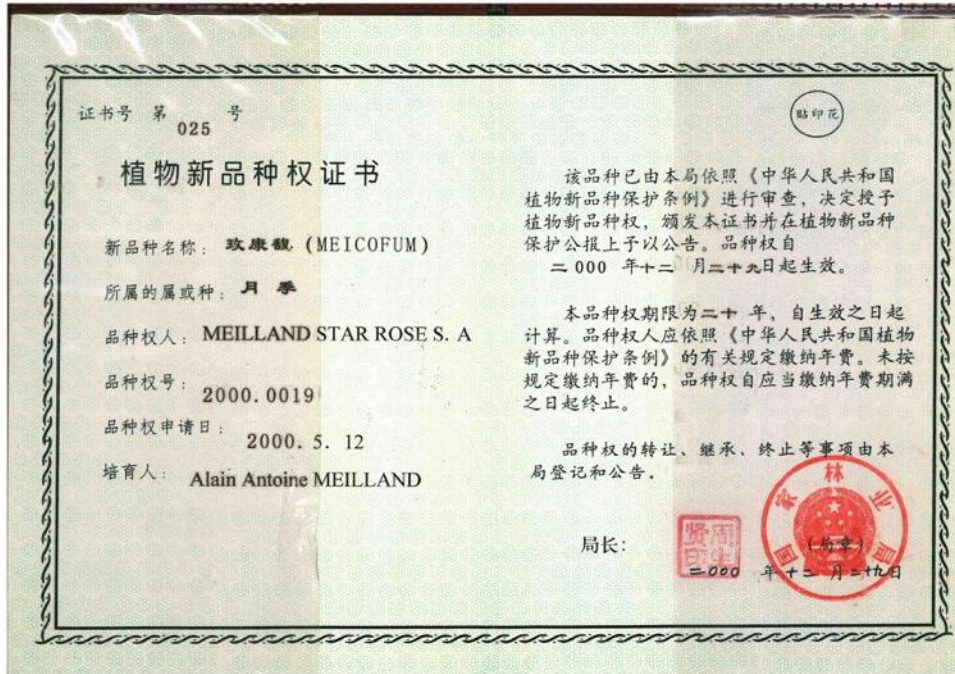 证书号 第 025 号
植物新品种权证书
新品种名称：玫康馥 (MEICOFUM)
所属的属或种：月季
品种权人：MEILLAND STAR ROSE S. A
品种权号：2000.0019
品种权申请日：2000. 5. 12
培育人：Alain Antoine MEILLAND
贴印花
该品种已由本局依照《中华人民共和国
植物新品种保护条例》进行审查，决定授予
植物新品种权，颁发本证书并在植物新品种
保护公报上予以公告。品种权自
二000 年十二 月二十九日起生效。
本品种权期限为二十 年，自生效之日起
计算。品种权人应依照《中华人民共和国植物
新品种保护条例》的有关规定缴纳年费。未按
规定缴纳年费的，品种权自应当缴纳年费期满
之日起终止。
品种权的转让、继承、终止等事项由本
局登记和公告。
国家林业局
局长：
周生贤印
(局章)
二000 年十二 月二十九日